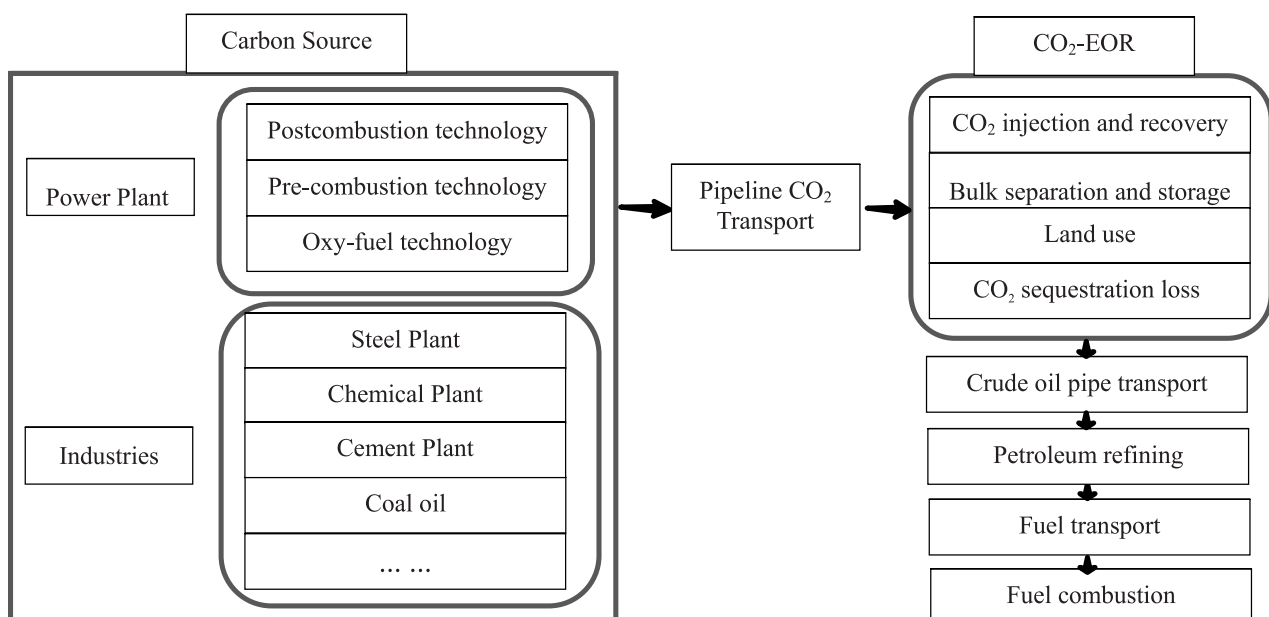 Carbon Source
Power Plant
Postcombustion technology
Pre-combustion technology
Oxy-fuel technology
Industries
Steel Plant
Chemical Plant
Cement Plant
Coal oil
... ...
Pipeline CO₂
Transport
CO₂-EOR
CO₂ injection and recovery
Bulk separation and storage
Land use
CO₂ sequestration loss
Crude oil pipe transport
Petroleum refining
Fuel transport
Fuel combustion